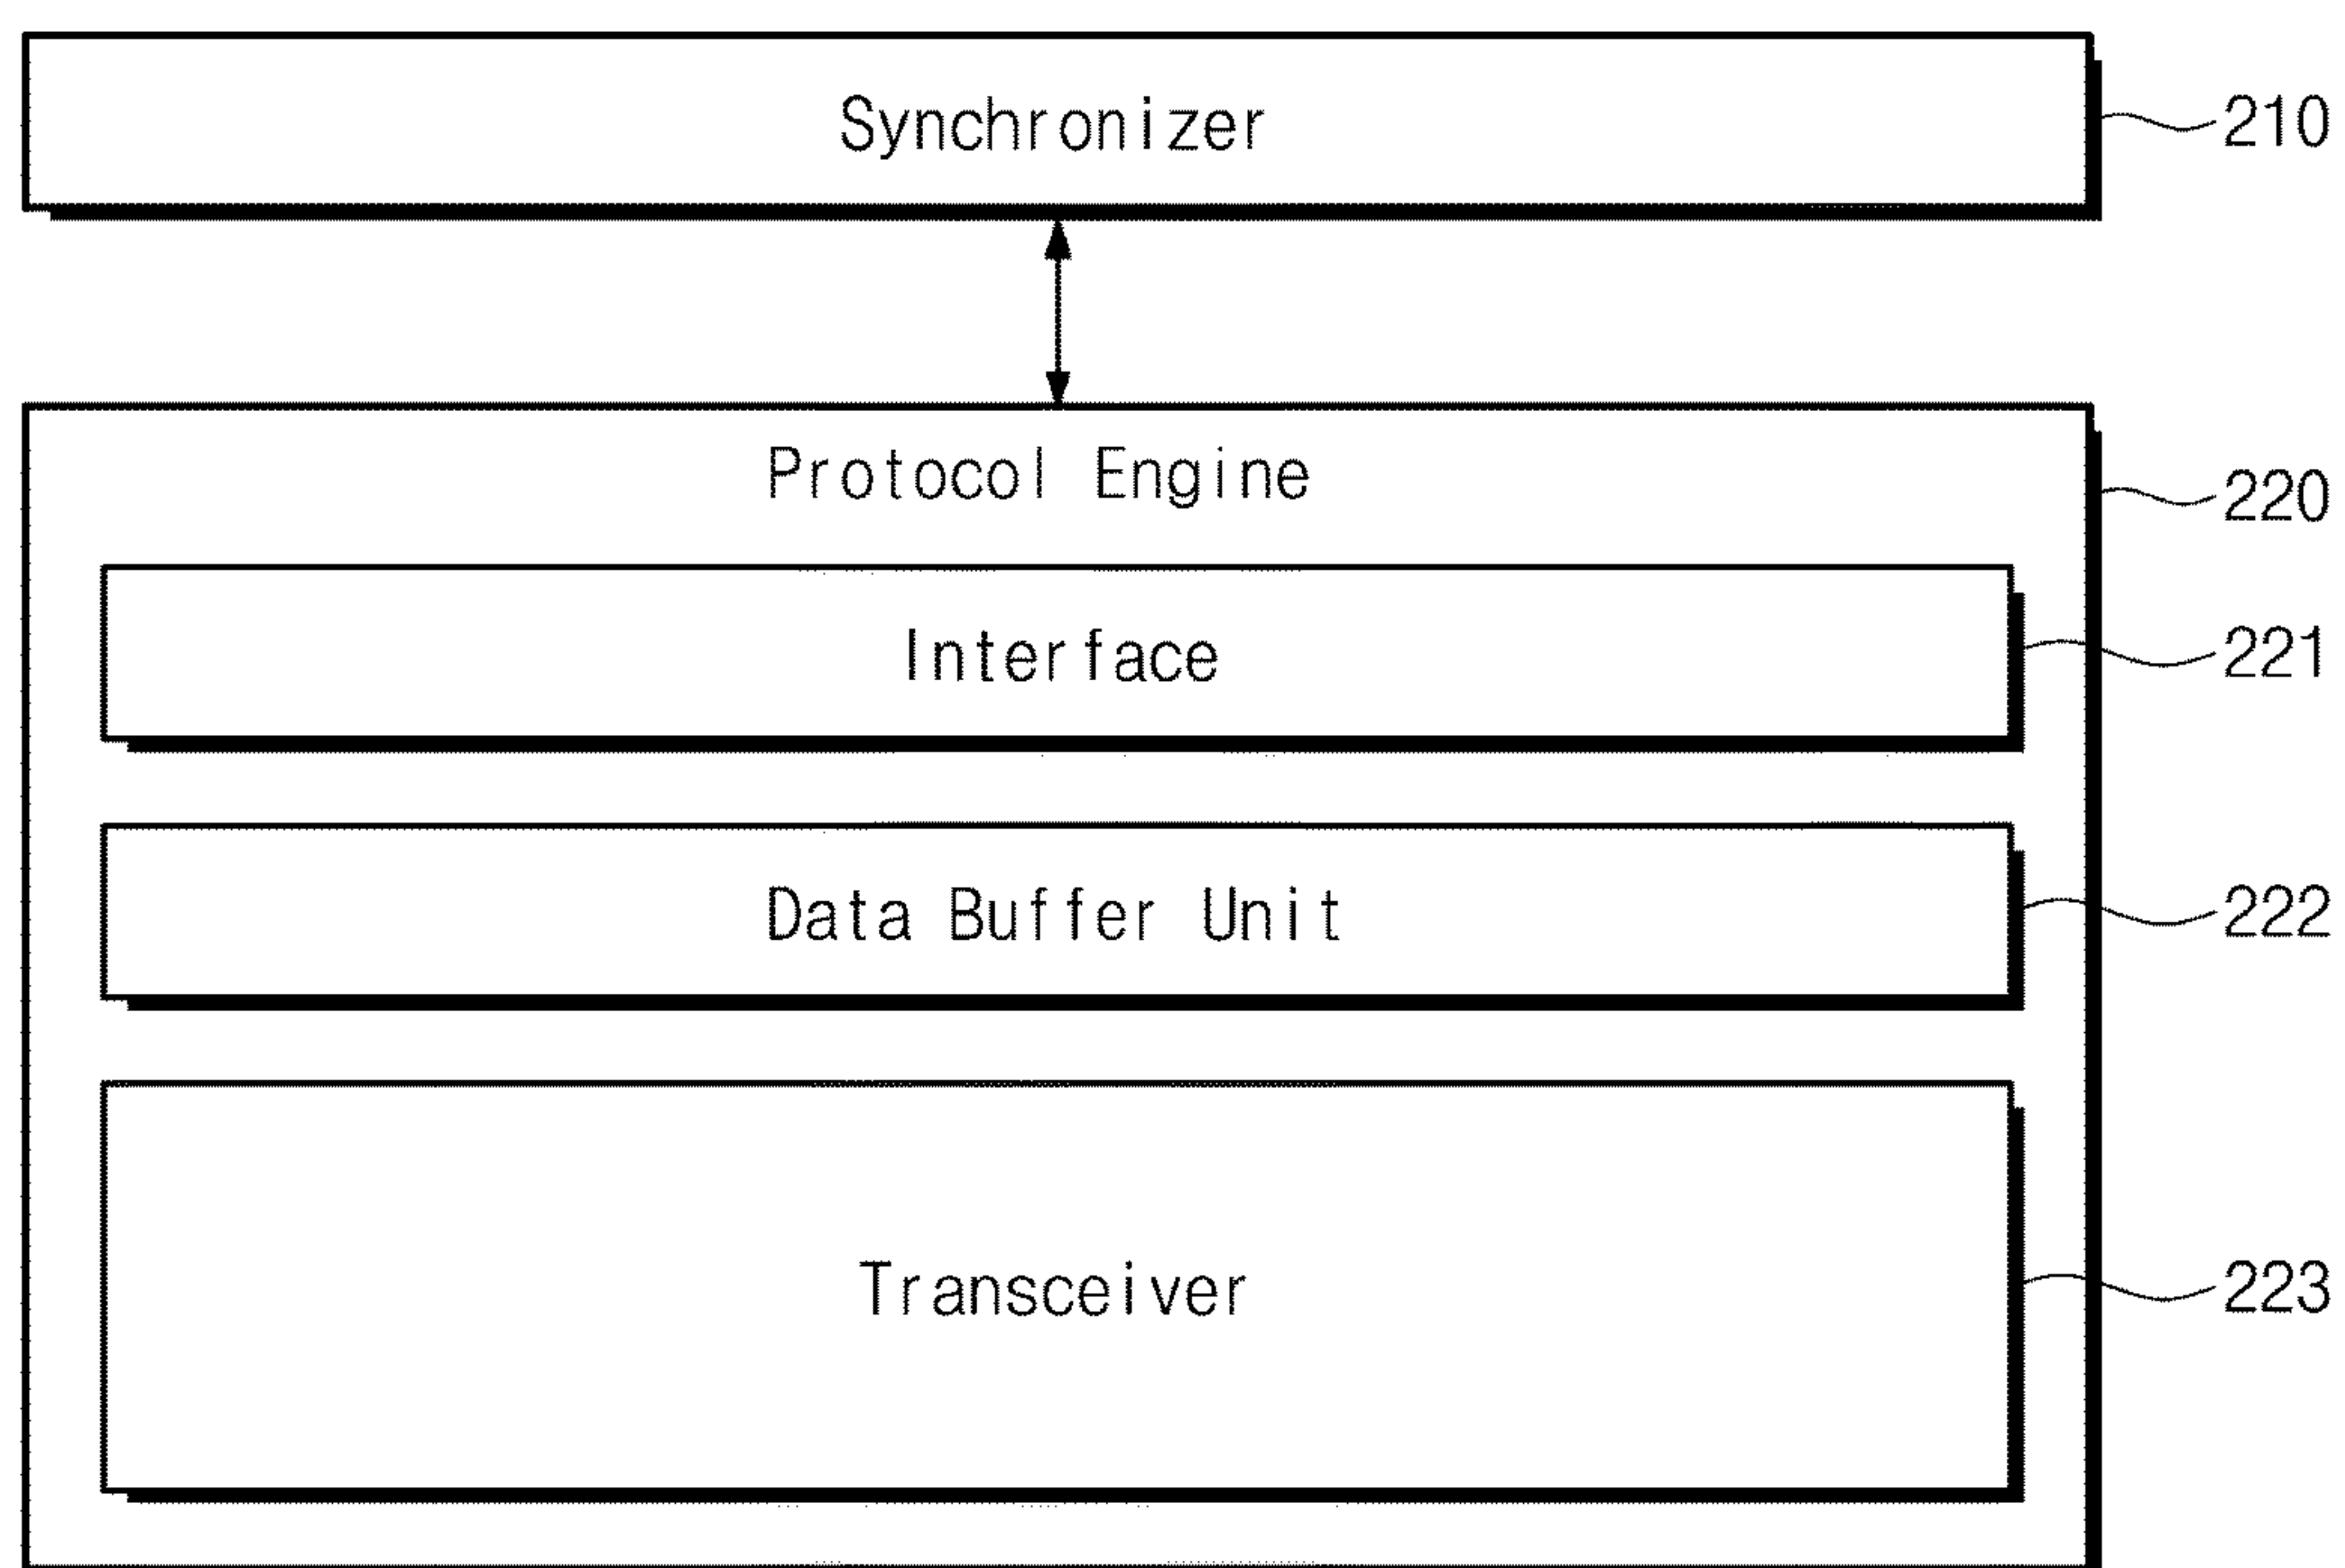 Synchronizer 210
Protocol Engine 220
Interface 221
Data Buffer Unit 222
Transceiver 223